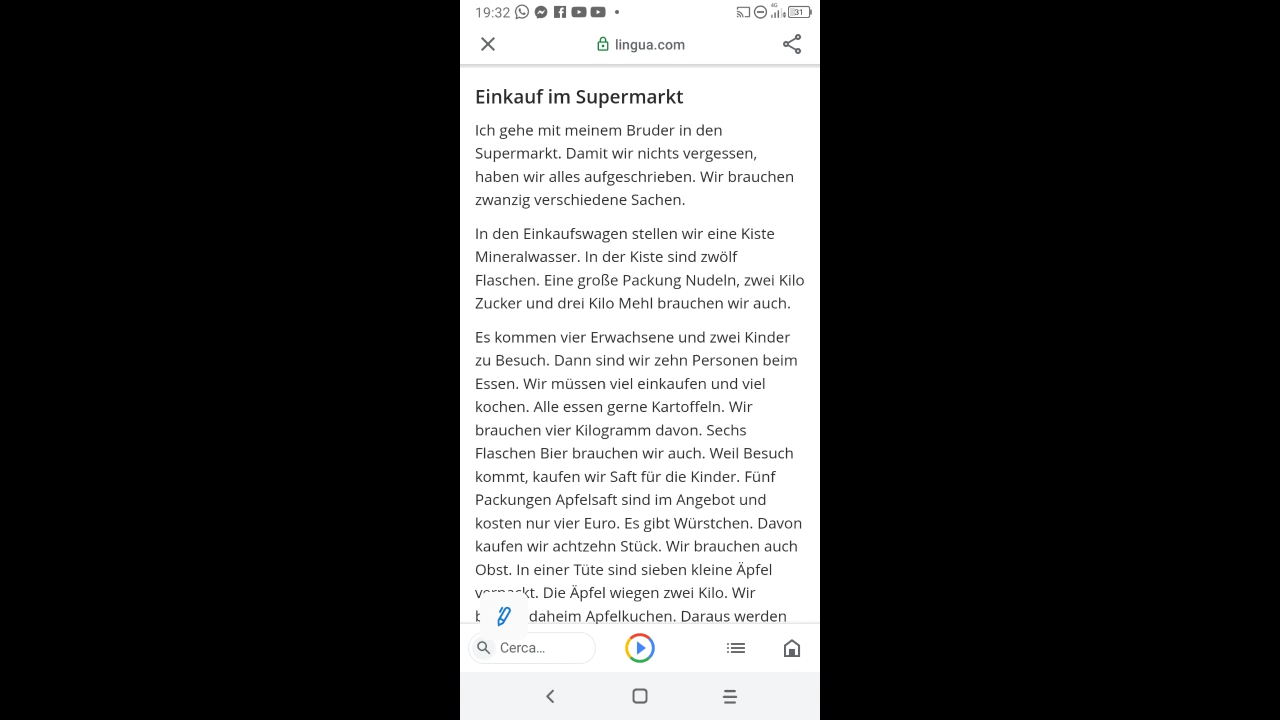 19:32
4G
31
lingua.com
Einkauf im Supermarkt
Ich gehe mit meinem Bruder in den
Supermarkt. Damit wir nichts vergessen,
haben wir alles aufgeschrieben. Wir brauchen
zwanzig verschiedene Sachen.
In den Einkaufswagen stellen wir eine Kiste
Mineralwasser. In der Kiste sind zwölf
Flaschen. Eine große Packung Nudeln, zwei Kilo
Zucker und drei Kilo Mehl brauchen wir auch.
Es kommen vier Erwachsene und zwei Kinder
zu Besuch. Dann sind wir zehn Personen beim
Essen. Wir müssen viel einkaufen und viel
kochen. Alle essen gerne Kartoffeln. Wir
brauchen vier Kilogramm davon. Sechs
Flaschen Bier brauchen wir auch. Weil Besuch
kommt, kaufen wir Saft für die Kinder. Fünf
Packungen Apfelsaft sind im Angebot und
kosten nur vier Euro. Es gibt Würstchen. Davon
kaufen wir achtzehn Stück. Wir brauchen auch
Obst. In einer Tüte sind sieben kleine Äpfel
verpackt. Die Äpfel wiegen zwei Kilo. Wir
daheim Apfelkuchen. Daraus werden
Cerca...